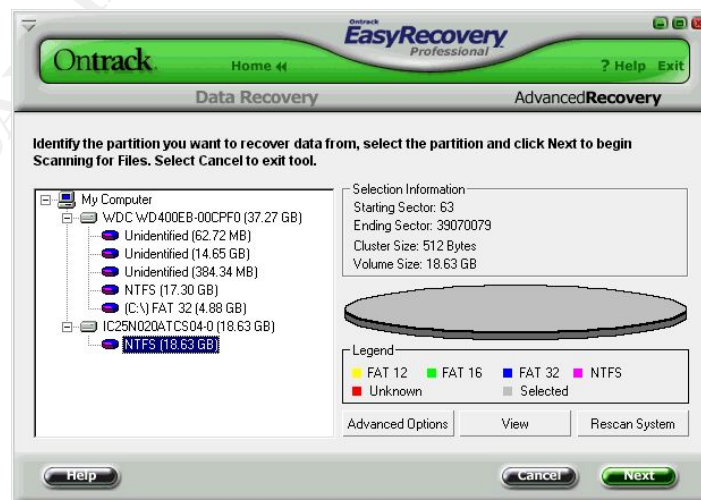 Ontrack
EasyRecovery
Professional
Ontrack.
Home
? Help Exit
Data Recovery
AdvancedRecovery
Identify the partition you want to recover data from, select the partition and click Next to begin
Scanning for Files. Select Cancel to exit tool.
My Computer
WDC WD400EB-00CPF0 (37.27 GB)
Unidentified (62.72 MB)
Unidentified (14.65 GB)
Unidentified (384.34 MB)
NTFS (17.30 GB)
(C:\) FAT 32 (4.88 GB)
IC25N020ATCS04-0 (18.63 GB)
NTFS (18.63 GB)
Selection Information
Starting Sector: 63
Ending Sector: 39070079
Cluster Size: 512 Bytes
Volume Size: 18.63 GB
Legend
FAT 12 FAT 16 FAT 32 NTFS
Unknown Selected
Advanced Options View Rescan System
Help Cancel Next